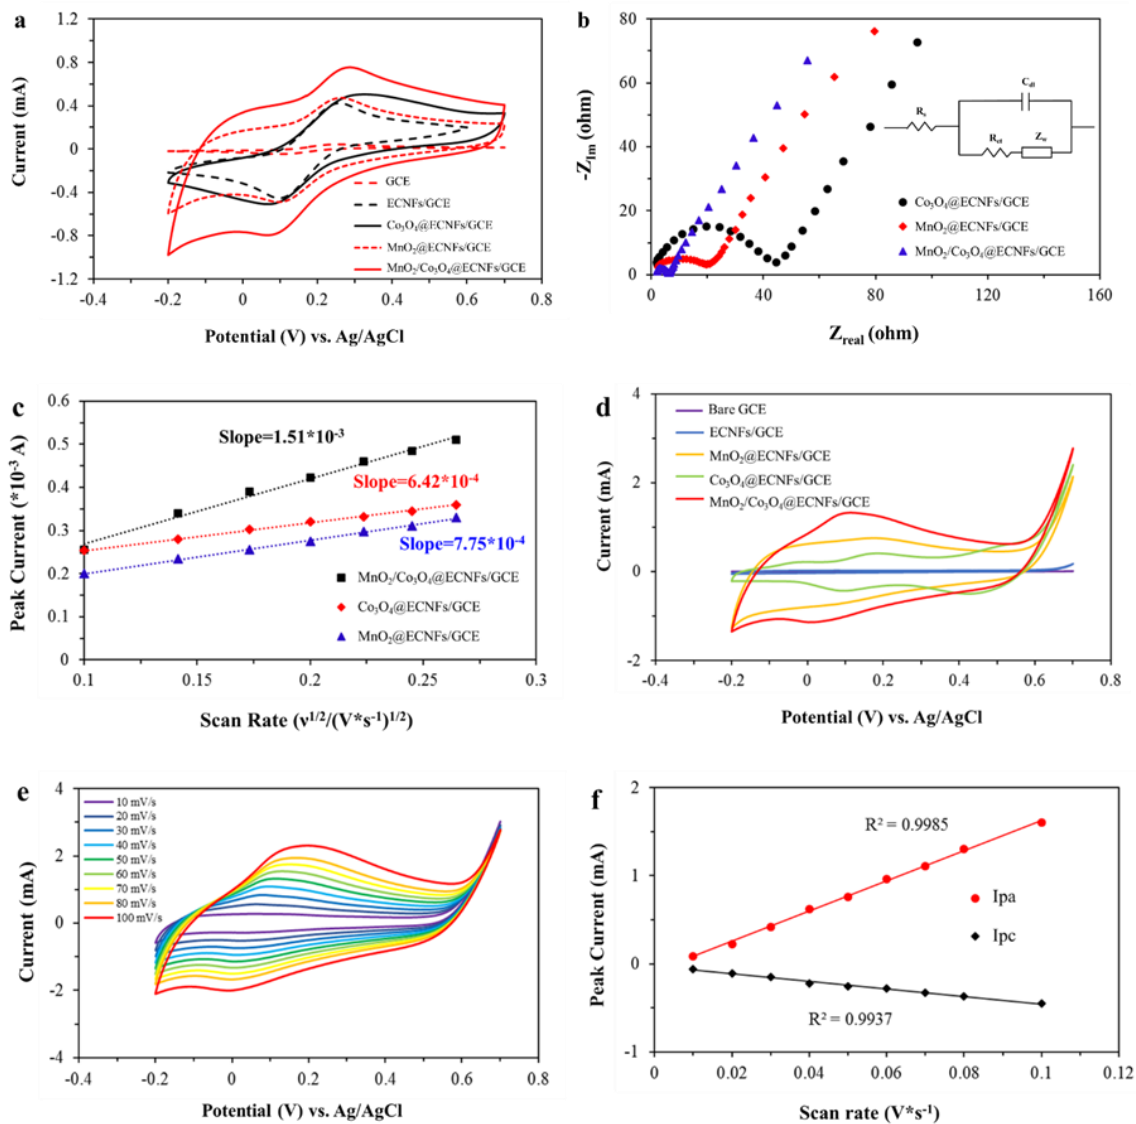 a
1.2
0.8
0.4
0
-0.4
-0.8
-1.2
Current (mA)
-0.4 -0.2 0 0.2 0.4 0.6 0.8
Potential (V) vs. Ag/AgCl
GCE
ECNFs/GCE
Co₃O₄@ECNFs/GCE
MnO₂@ECNFs/GCE
MnO₂/Co₃O₄@ECNFs/GCE
b
80
60
40
20
0
-Z_Im (ohm)
0 40 80 120 160
Z_real (ohm)
C_dl
R_s
R_ct
Z_w
Co₃O₄@ECNFs/GCE
MnO₂@ECNFs/GCE
MnO₂/Co₃O₄@ECNFs/GCE
c
0.6
0.5
0.4
0.3
0.2
0
Peak Current (*10⁻³ A)
Slope=1.51*10⁻³
Slope=6.42*10⁻⁴
Slope=7.75*10⁻⁴
MnO₂/Co₃O₄@ECNFs/GCE
Co₃O₄@ECNFs/GCE
MnO₂@ECNFs/GCE
0.1 0.15 0.2 0.25 0.3
Scan Rate (ν¹ᐟ²/(V*s⁻¹)¹ᐟ²)
d
4
2
0
-2
Current (mA)
Bare GCE
ECNFs/GCE
MnO₂@ECNFs/GCE
Co₃O₄@ECNFs/GCE
MnO₂/Co₃O₄@ECNFs/GCE
-0.4 -0.2 0 0.2 0.4 0.6 0.8
Potential (V) vs. Ag/AgCl
e
4
2
0
-2
-4
Current (mA)
10 mV/s
20 mV/s
30 mV/s
40 mV/s
50 mV/s
60 mV/s
70 mV/s
80 mV/s
100 mV/s
-0.4 -0.2 0 0.2 0.4 0.6 0.8
Potential (V) vs. Ag/AgCl
f
2
1
0
-1
Peak Current (mA)
R² = 0.9985
Ipa
Ipc
R² = 0.9937
0 0.02 0.04 0.06 0.08 0.1 0.12
Scan rate (V*s⁻¹)